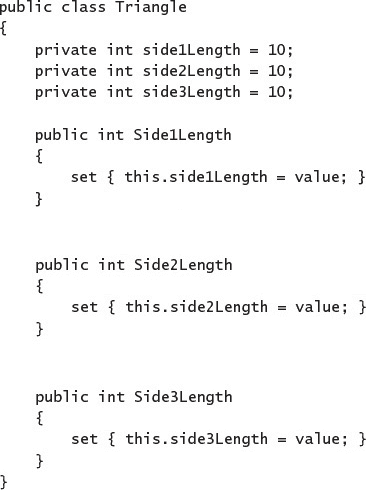 public class Triangle
{
    private int side1Length = 10;
    private int side2Length = 10;
    private int side3Length = 10;

    public int Side1Length
    {
        set { this.side1Length = value; }
    }

    public int Side2Length
    {
        set { this.side2Length = value; }
    }

    public int Side3Length
    {
        set { this.side3Length = value; }
    }
}